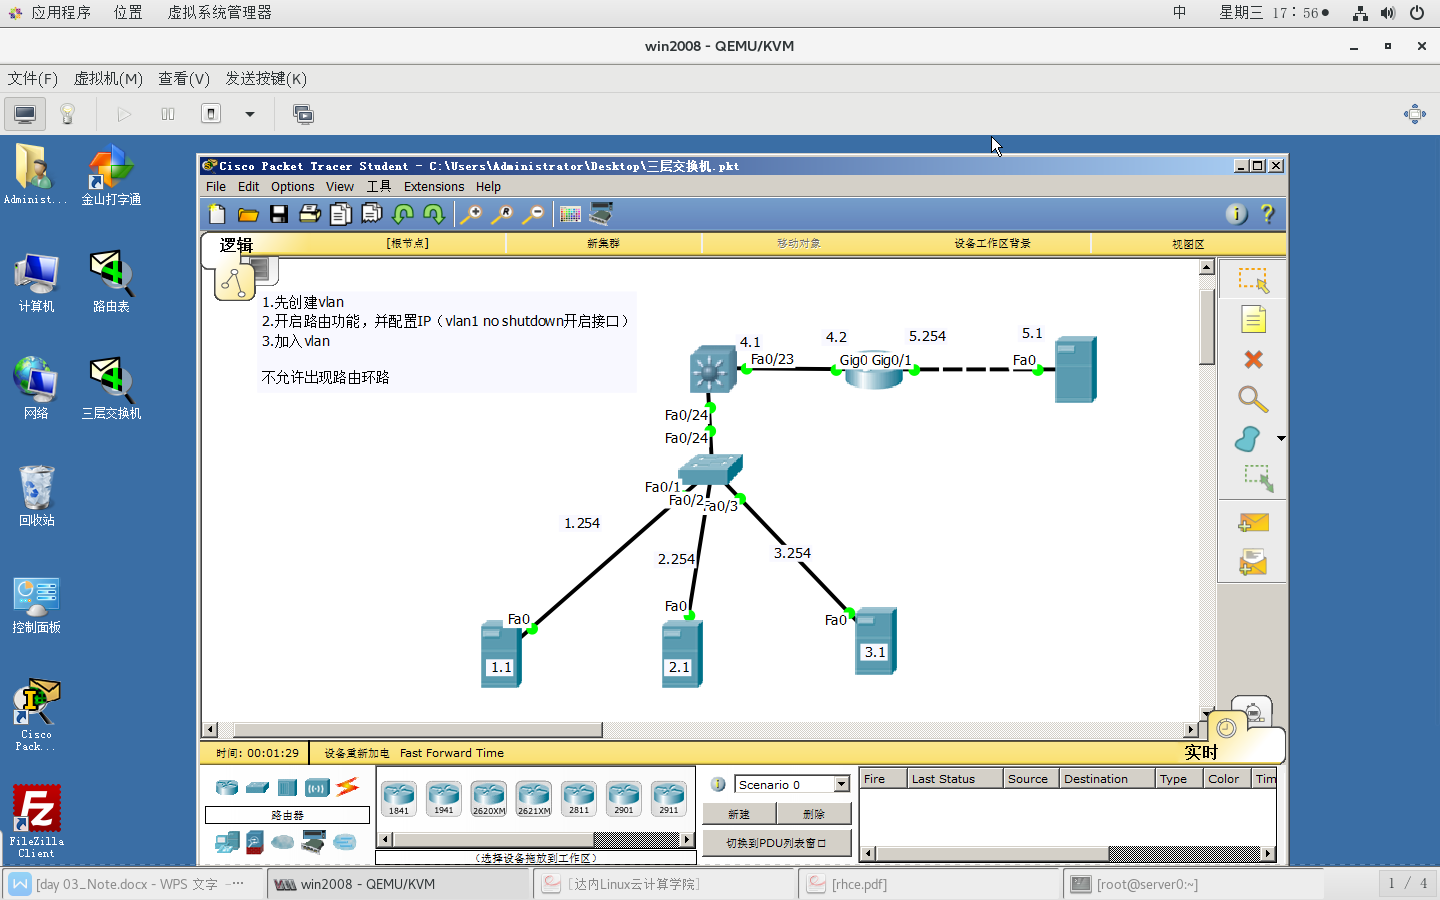 应用程序 位置 虚拟系统管理器 中 星期三 17:56
win2008 - QEMU/KVM
文件(F) 虚拟机(M) 查看(V) 发送按键(K)
Cisco Packet Tracer Student - C:\Users\Administrator\Desktop\三层交换机.pkt
File Edit Options View 工具 Extensions Help
逻辑 [根节点] 新集群 移动对象 设备工作区背景 视图区
Administ...
金山打字通
计算机
路由表
网络
三层交换机
回收站
控制面板
Cisco
Pack...
FileZilla
Client
1.先创建vlan
2.开启路由功能，并配置IP（vlan1 no shutdown开启接口）
3.加入vlan
不允许出现路由环路
4.1
4.2
5.254
5.1
Fa0/23
Gig0
Gig0/1
Fa0
Fa0/24
Fa0/24
Fa0/1
Fa0/2
Fa0/3
1.254
2.254
3.254
Fa0
Fa0
Fa0
1.1
2.1
3.1
时间: 00:01:29 设备重新加电 Fast Forward Time 实时
路由器
1841 1941 2620XM 2621XM 2811 2901 2911
(选择设备拖放到工作区)
Scenario 0
新建 删除
切换到PDU列表窗口
Fire Last Status Source Destination Type Color Tim
[day 03_Note.docx - WPS 文字 -... win2008 - QEMU/KVM [达内Linux云计算学院] [rhce.pdf] [root@server0:~] 1 / 4